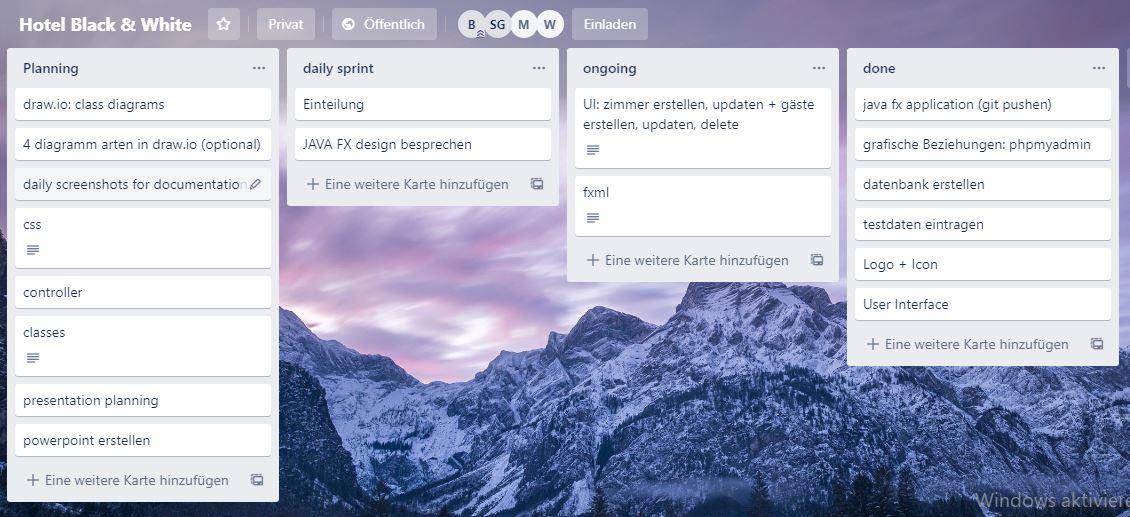 Hotel Black & White
Privat
Öffentlich
B
SG
M
W
Einladen
Planning
draw.io: class diagrams
4 diagramm arten in draw.io (optional)
daily screenshots for documentation
css
controller
classes
presentation planning
powerpoint erstellen
+ Eine weitere Karte hinzufügen
daily sprint
Einteilung
JAVA FX design besprechen
+ Eine weitere Karte hinzufügen
ongoing
UI: zimmer erstellen, updaten + gäste
erstellen, updaten, delete
fxml
+ Eine weitere Karte hinzufügen
done
java fx application (git pushen)
grafische Beziehungen: phpmyadmin
datenbank erstellen
testdaten eintragen
Logo + Icon
User Interface
+ Eine weitere Karte hinzufügen
Windows aktiviere